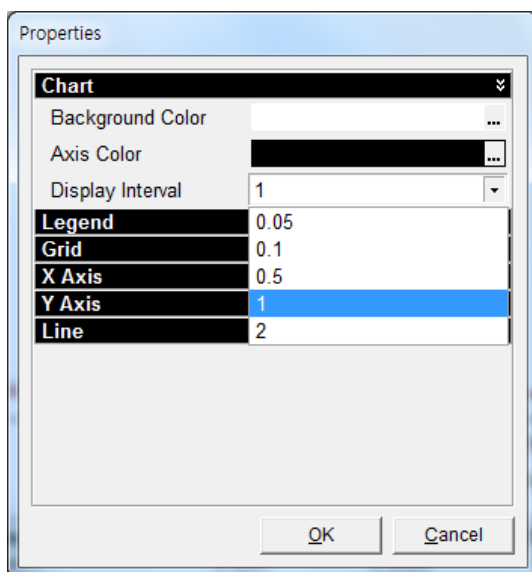 Properties
Chart
Background Color ...
Axis Color ...
Display Interval 1
Legend 0.05
Grid 0.1
X Axis 0.5
Y Axis 1
Line 2
OK Cancel